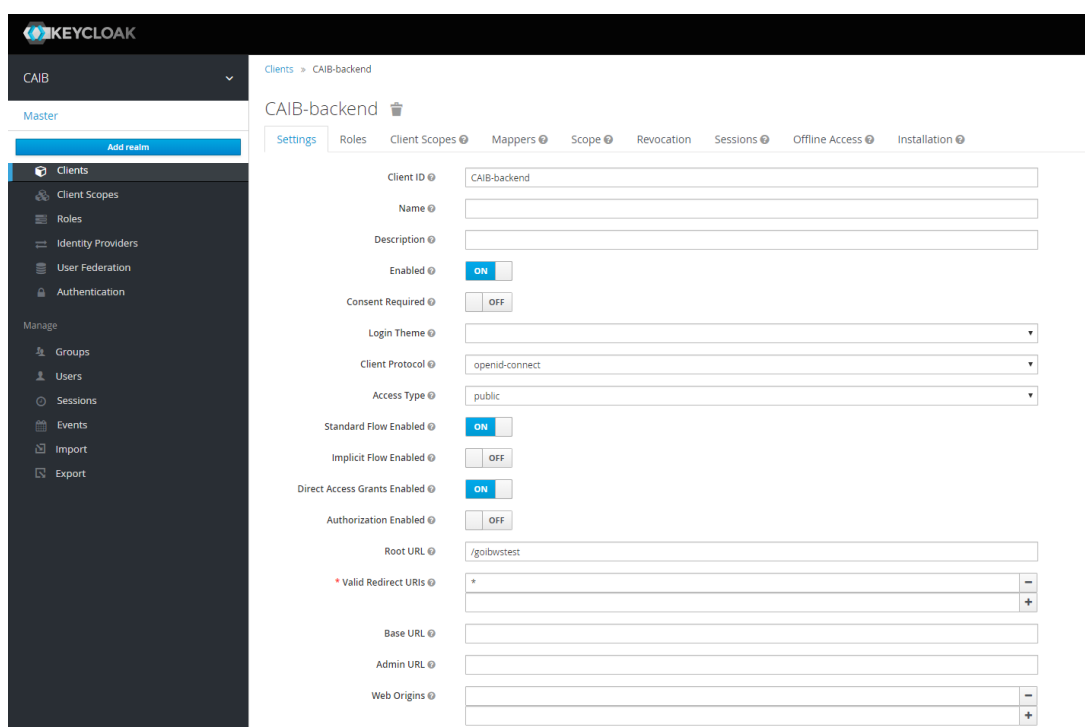 KEYCLOAK
CAIB
Master
Add realm
Clients
Client Scopes
Roles
Identity Providers
User Federation
Authentication
Manage
Groups
Users
Sessions
Events
Import
Export
Clients » CAIB-backend
CAIB-backend
Settings Roles Client Scopes Mappers Scope Revocation Sessions Offline Access Installation
Client ID CAIB-backend
Name
Description
Enabled ON
Consent Required OFF
Login Theme
Client Protocol openid-connect
Access Type public
Standard Flow Enabled ON
Implicit Flow Enabled OFF
Direct Access Grants Enabled ON
Authorization Enabled OFF
Root URL /goibwstest
* Valid Redirect URIs * −
+
Base URL
Admin URL
Web Origins −
+